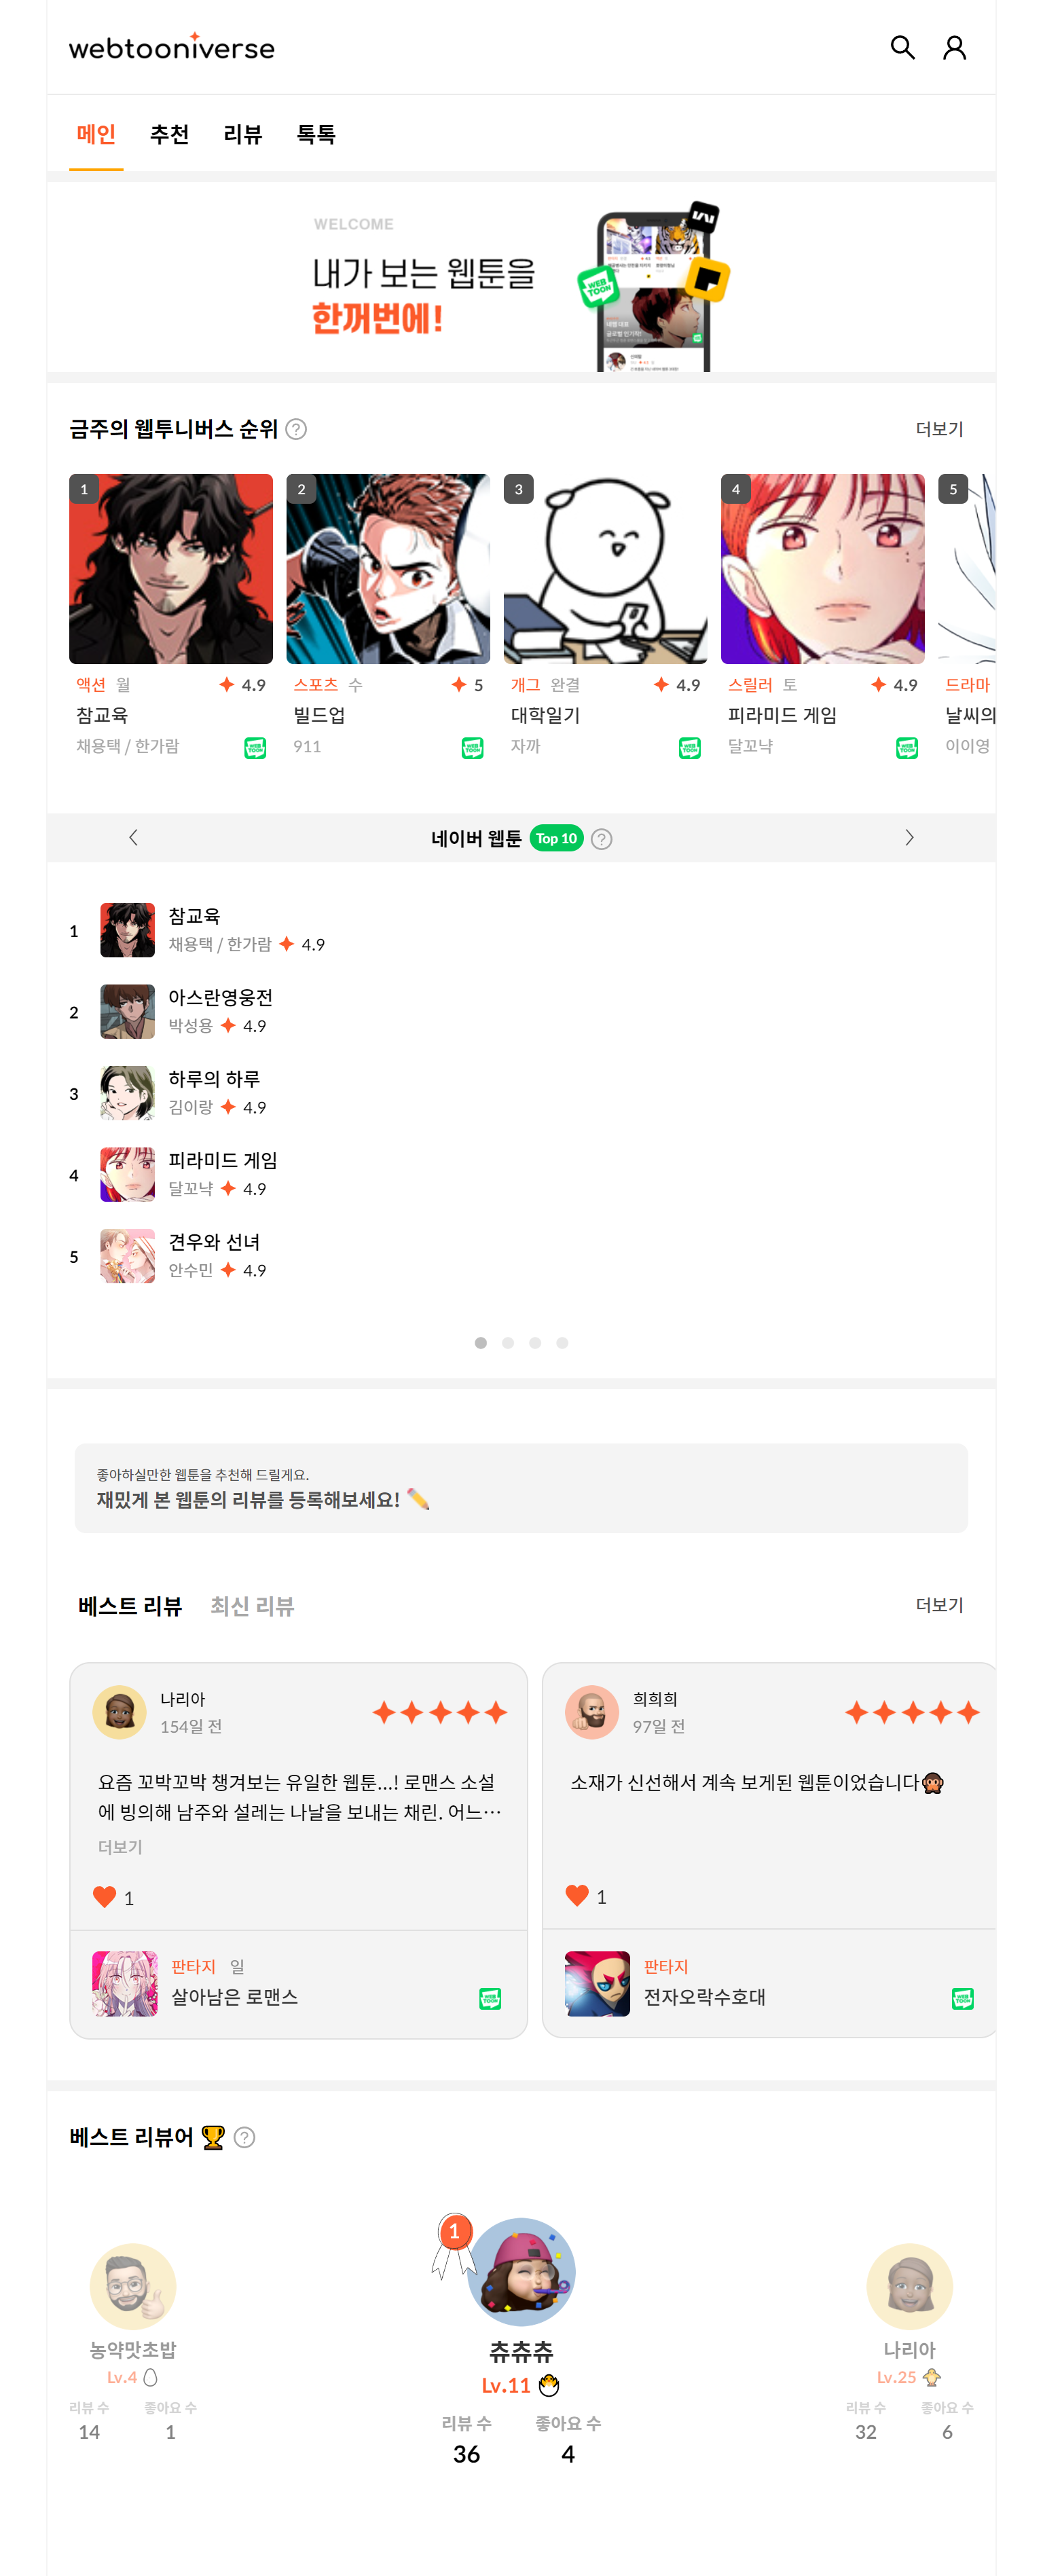 webtooniverse
메인 추천 리뷰 톡톡
WELCOME
내가 보는 웹툰을
한꺼번에!
WEB
TOON
금주의 웹투니버스 순위 ?
더보기
1
액션 월 4.9
참교육
채용택 / 한가람
WEB
TOON
2
스포츠 수 5
빌드업
911
WEB
TOON
3
개그 완결 4.9
대학일기
자까
WEB
TOON
4
스릴러 토 4.9
피라미드 게임
달꼬냑
WEB
TOON
5
드라마
날씨의
이이영
네이버 웹툰 Top 10 ?
1
참교육
채용택 / 한가람 4.9
2
아스란영웅전
박성용 4.9
3
하루의 하루
김이랑 4.9
4
피라미드 게임
달꼬냑 4.9
5
견우와 선녀
안수민 4.9
좋아하실만한 웹툰을 추천해 드릴게요.
재밌게 본 웹툰의 리뷰를 등록해보세요! ✏️
베스트 리뷰 최신 리뷰
더보기
나리아
154일 전
요즘 꼬박꼬박 챙겨보는 유일한 웹툰...! 로맨스 소설
에 빙의해 남주와 설레는 나날을 보내는 채린. 어느…
더보기
1
판타지 일
살아남은 로맨스
WEB
TOON
희희희
97일 전
소재가 신선해서 계속 보게된 웹툰이었습니다🙊
1
판타지
전자오락수호대
WEB
TOON
베스트 리뷰어 🏆 ?
농약맛초밥
Lv.4
리뷰 수 좋아요 수
14 1
1
츄츄츄
Lv.11 🐣
리뷰 수 좋아요 수
36 4
나리아
Lv.25 🐥
리뷰 수 좋아요 수
32 6